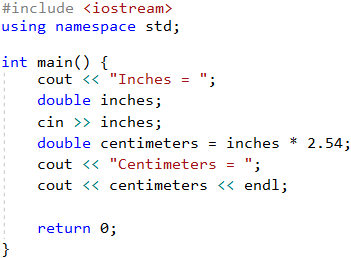 #include <iostream>
using namespace std;
int main() {
cout << "Inches = ";
double inches;
cin >> inches;
double centimeters = inches * 2.54;
cout << "Centimeters = ";
cout << centimeters << endl;
return 0;
}